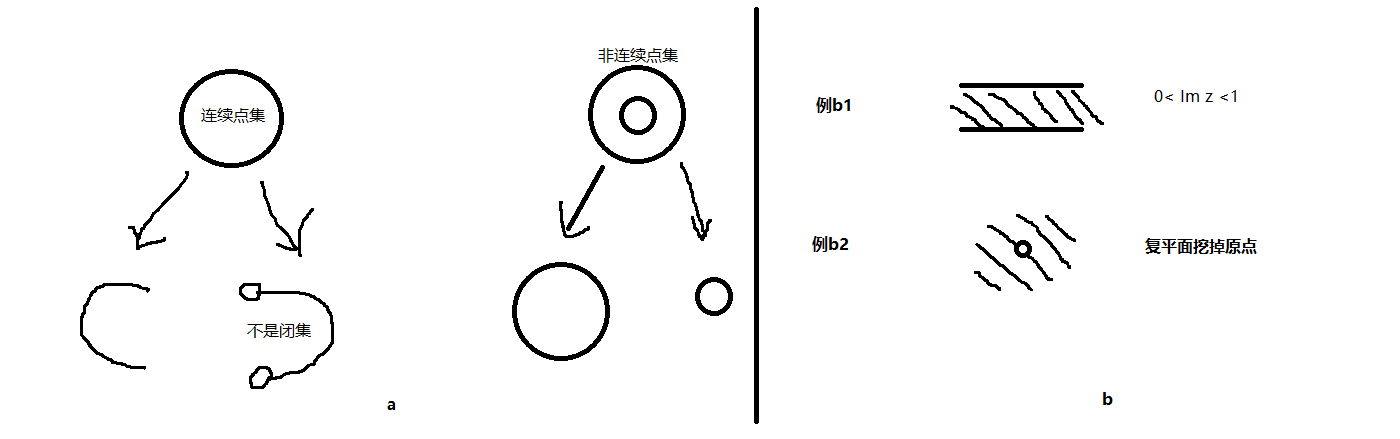 连续点集
不是闭集
非连续点集
a
例b1
0< Im z <1
例b2
复平面挖掉原点
b